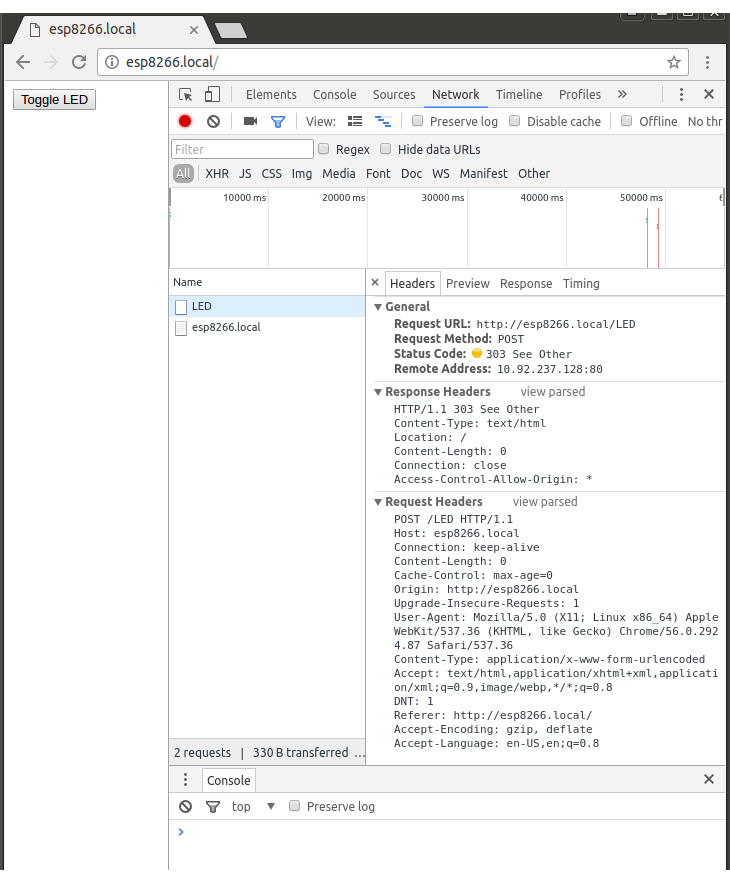 esp8266.local
esp8266.local/
Toggle LED
Elements Console Sources Network Timeline Profiles »
View: Preserve log Disable cache Offline No thr
Filter Regex Hide data URLs
All XHR JS CSS Img Media Font Doc WS Manifest Other
10000 ms 20000 ms 30000 ms 40000 ms 50000 ms
Name
LED
esp8266.local
2 requests | 330 B transferred ...
× Headers Preview Response Timing
General
Request URL: http://esp8266.local/LED
Request Method: POST
Status Code: 303 See Other
Remote Address: 10.92.237.128:80
Response Headers view parsed
HTTP/1.1 303 See Other
Content-Type: text/html
Location: /
Content-Length: 0
Connection: close
Access-Control-Allow-Origin: *
Request Headers view parsed
POST /LED HTTP/1.1
Host: esp8266.local
Connection: keep-alive
Content-Length: 0
Cache-Control: max-age=0
Origin: http://esp8266.local
Upgrade-Insecure-Requests: 1
User-Agent: Mozilla/5.0 (X11; Linux x86_64) Apple
WebKit/537.36 (KHTML, like Gecko) Chrome/56.0.292
4.87 Safari/537.36
Content-Type: application/x-www-form-urlencoded
Accept: text/html,application/xhtml+xml,applicati
on/xml;q=0.9,image/webp,*/*;q=0.8
DNT: 1
Referer: http://esp8266.local/
Accept-Encoding: gzip, deflate
Accept-Language: en-US,en;q=0.8
Console
top Preserve log